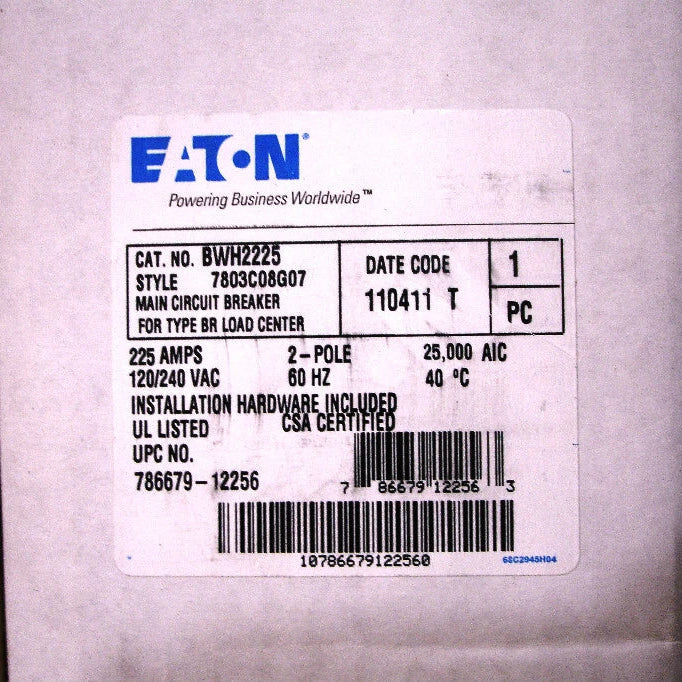 EATON®
Powering Business Worldwide™
CAT. NO. BWH2225
STYLE 7803C08G07
MAIN CIRCUIT BREAKER
FOR TYPE BR LOAD CENTER
DATE CODE
110411 T
1
PC
225 AMPS 2-POLE 25,000 AIC
120/240 VAC 60 HZ 40 °C
INSTALLATION HARDWARE INCLUDED
UL LISTED CSA CERTIFIED
UPC NO.
786679-12256
7 86679 12256 3
10786679122560
68C2945H04